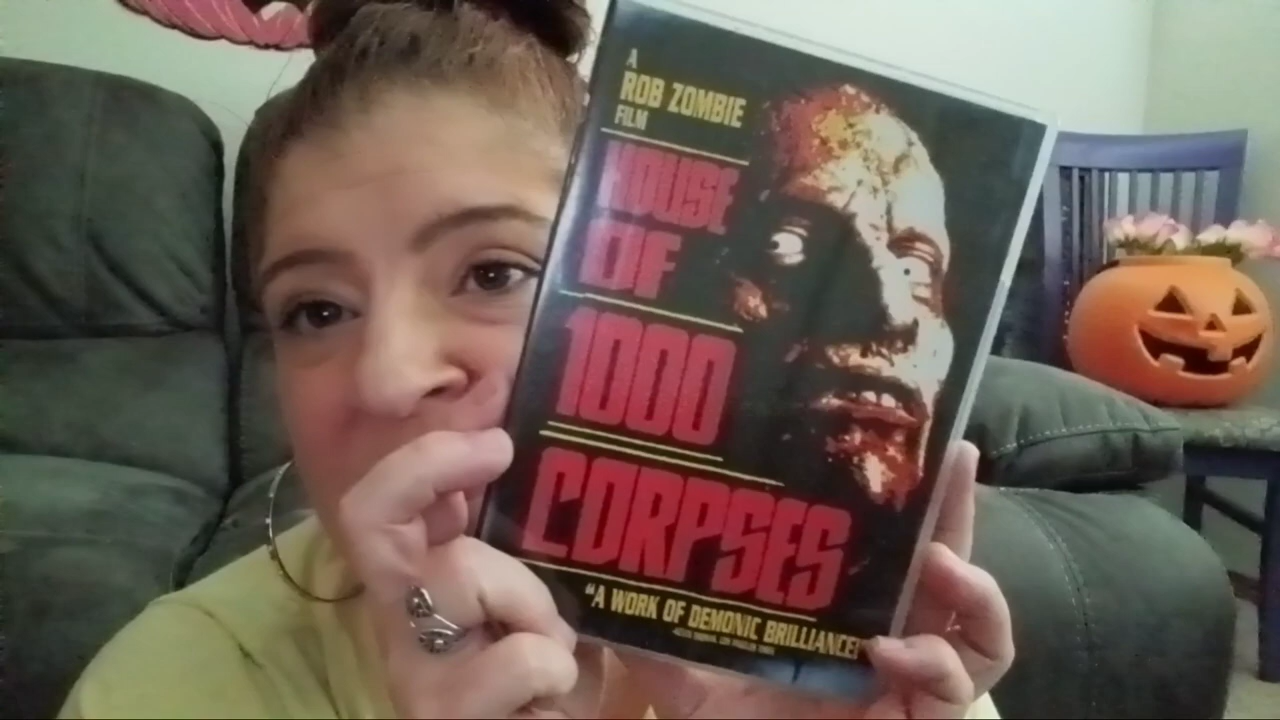 A
ROB ZOMBIE
FILM
HOUSE
OF
1000
CORPSES
"A WORK OF DEMONIC BRILLIANCE!"